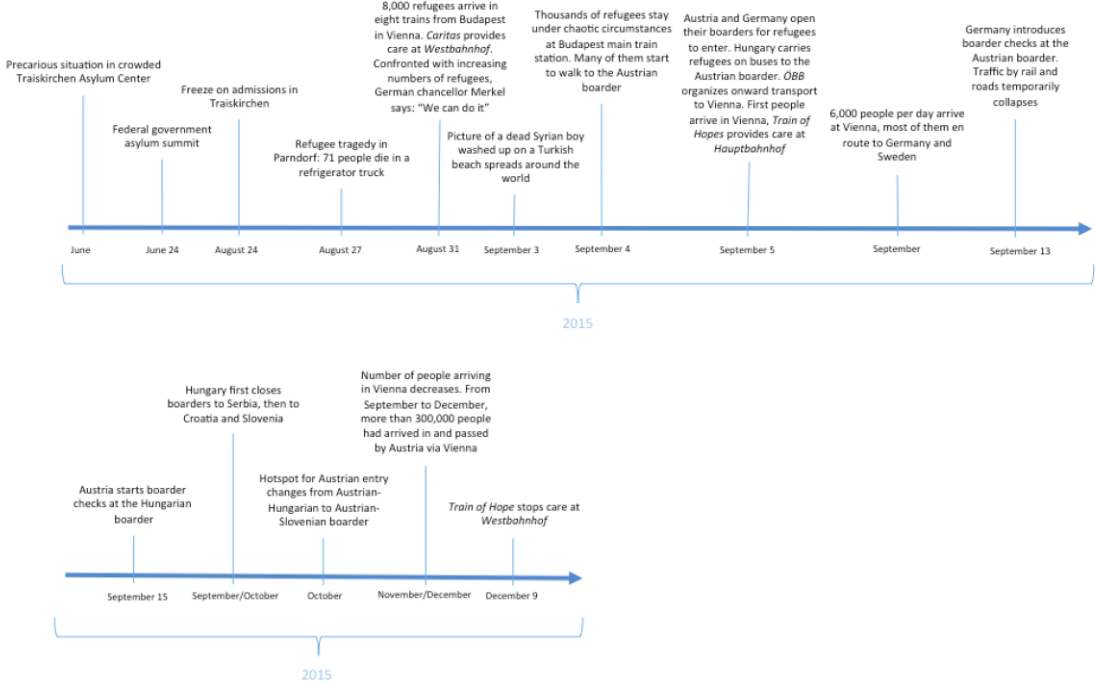 Precarious situation in crowded
Traiskirchen Asylum Center
Federal government
asylum summit
Freeze on admissions in
Traiskirchen
Refugee tragedy in
Parndorf: 71 people die in a
refrigerator truck
8,000 refugees arrive in
eight trains from Budapest
in Vienna. Caritas provides
care at Westbahnhof.
Confronted with increasing
numbers of refugees,
German chancellor Merkel
says: “We can do it”
Picture of a dead Syrian boy
washed up on a Turkish
beach spreads around the
world
Thousands of refugees stay
under chaotic circumstances
at Budapest main train
station. Many of them start
to walk to the Austrian
boarder
Austria and Germany open
their boarders for refugees
to enter. Hungary carries
refugees on buses to the
Austrian boarder. ÖBB
organizes onward transport
to Vienna. First people
arrive in Vienna, Train of
Hopes provides care at
Hauptbahnhof
6,000 people per day arrive
at Vienna, most of them en
route to Germany and
Sweden
Germany introduces
boarder checks at the
Austrian boarder.
Traffic by rail and
roads temporarily
collapses
June
June 24
August 24
August 27
August 31
September 3
September 4
September 5
September
September 13
2015
Austria starts boarder
checks at the Hungarian
boarder
Hungary first closes
boarders to Serbia, then to
Croatia and Slovenia
Hotspot for Austrian entry
changes from Austrian-
Hungarian to Austrian-
Slovenian boarder
Number of people arriving
in Vienna decreases. From
September to December,
more than 300,000 people
had arrived in and passed
by Austria via Vienna
Train of Hope stops care at
Westbahnhof
September 15
September/October
October
November/December
December 9
2015